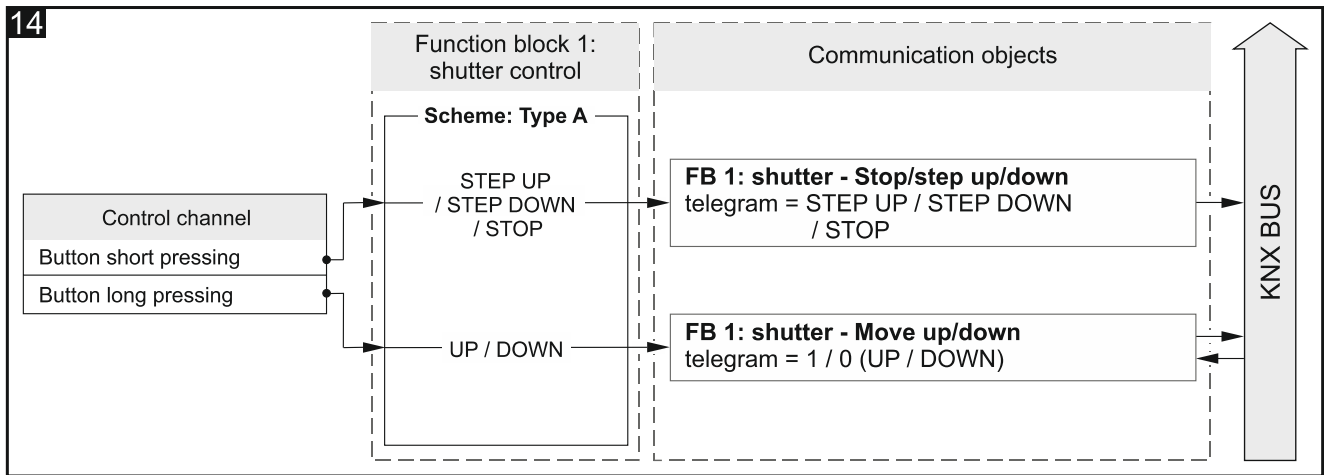 14
Function block 1:
shutter control
Communication objects
Scheme: Type A
STEP UP
/ STEP DOWN
/ STOP
FB 1: shutter - Stop/step up/down
telegram = STEP UP / STEP DOWN
/ STOP
Control channel
Button short pressing
Button long pressing
UP / DOWN
FB 1: shutter - Move up/down
telegram = 1 / 0 (UP / DOWN)
KNX BUS